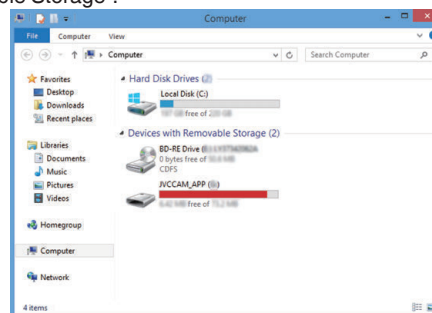 ble Storage".
Computer
File Computer View
Computer
Search Computer
Favorites
Desktop
Downloads
Recent places
Libraries
Documents
Music
Pictures
Videos
Homegroup
Computer
Network
Hard Disk Drives (2)
Local Disk (C:)
free of
Devices with Removable Storage (2)
BD-RE Drive
0 bytes free of
CDFS
JVCCAM_APP
free of
4 items